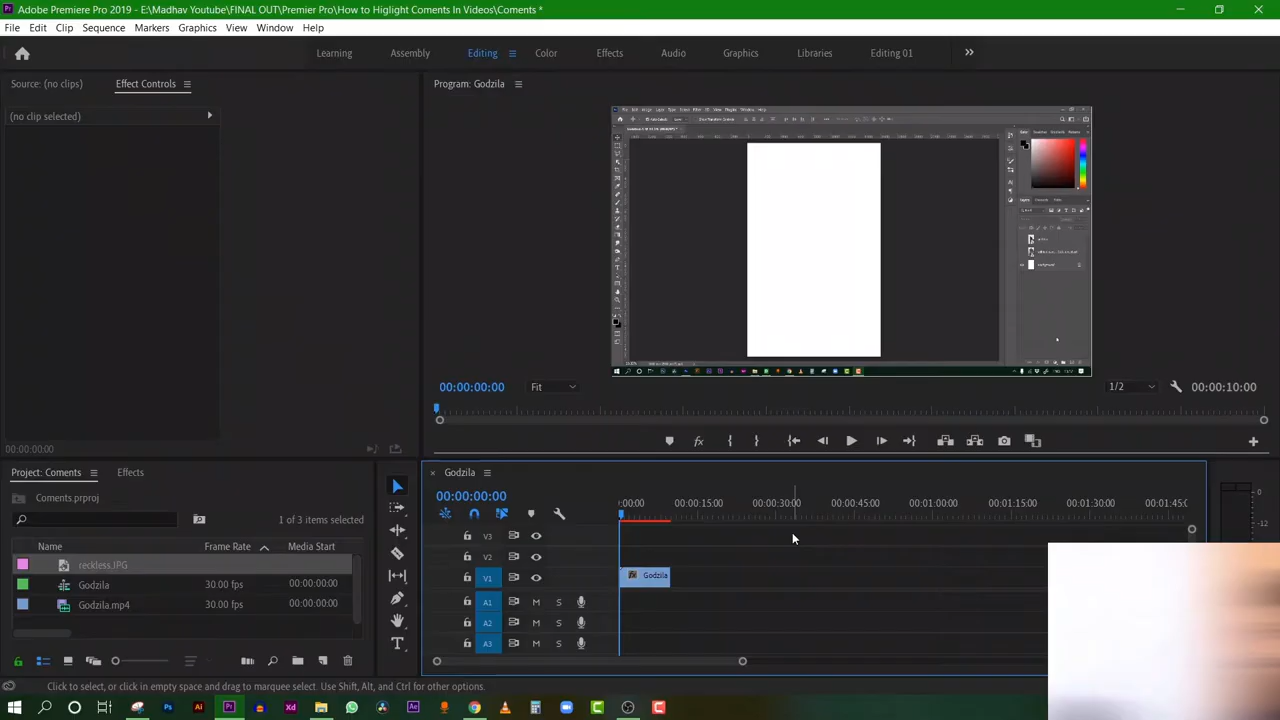 Adobe Premiere Pro 2019 - E:\Madhav Youtube\FINAL OUT\Premier Pro\How to Higlight Coments In Videos\Coments *
File Edit Clip Sequence Markers Graphics View Window Help
Learning Assembly Editing Color Effects Audio Graphics Libraries Editing 01
Source: (no clips) Effect Controls
(no clip selected)
00:00:00:00
Program: Godzila
00:00:00:00 Fit 1/2 00:00:10:00
Project: Coments Effects
Coments.prproj
1 of 3 items selected
Name Frame Rate Media Start
reckless.JPG
Godzila 30.00 fps 00:00:00:00
Godzila.mp4 30.00 fps 00:00:00:00
Godzila
00:00:00:00
:00:00 00:00:15:00 00:00:30:00 00:00:45:00 00:01:00:00 00:01:15:00 00:01:30:00 00:01:45:0
V3
V2
V1 Godzila
A1 M S
A2 M S
A3 M S
0
-12
Click to select, or click in empty space and drag to marquee select. Use Shift, Alt, and Ctrl for other options.